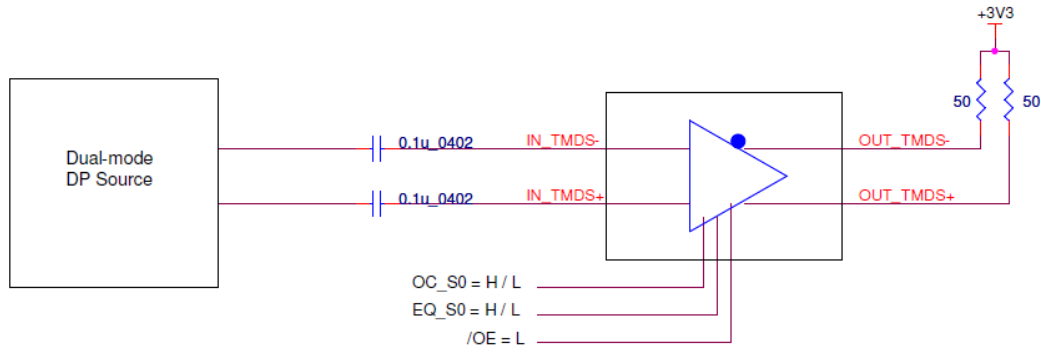 +3V3
50
50
Dual-mode
DP Source
0.1u_0402
IN_TMDS-
OUT_TMDS-
0.1u_0402
IN_TMDS+
OUT_TMDS+
OC_S0 = H / L
EQ_S0 = H / L
/OE = L